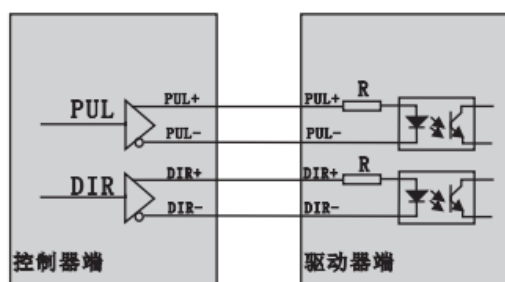 PUL PUL+ PUL+ R
PUL- PUL-
DIR DIR+ DIR+ R
DIR- DIR-
控制器端 驱动器端